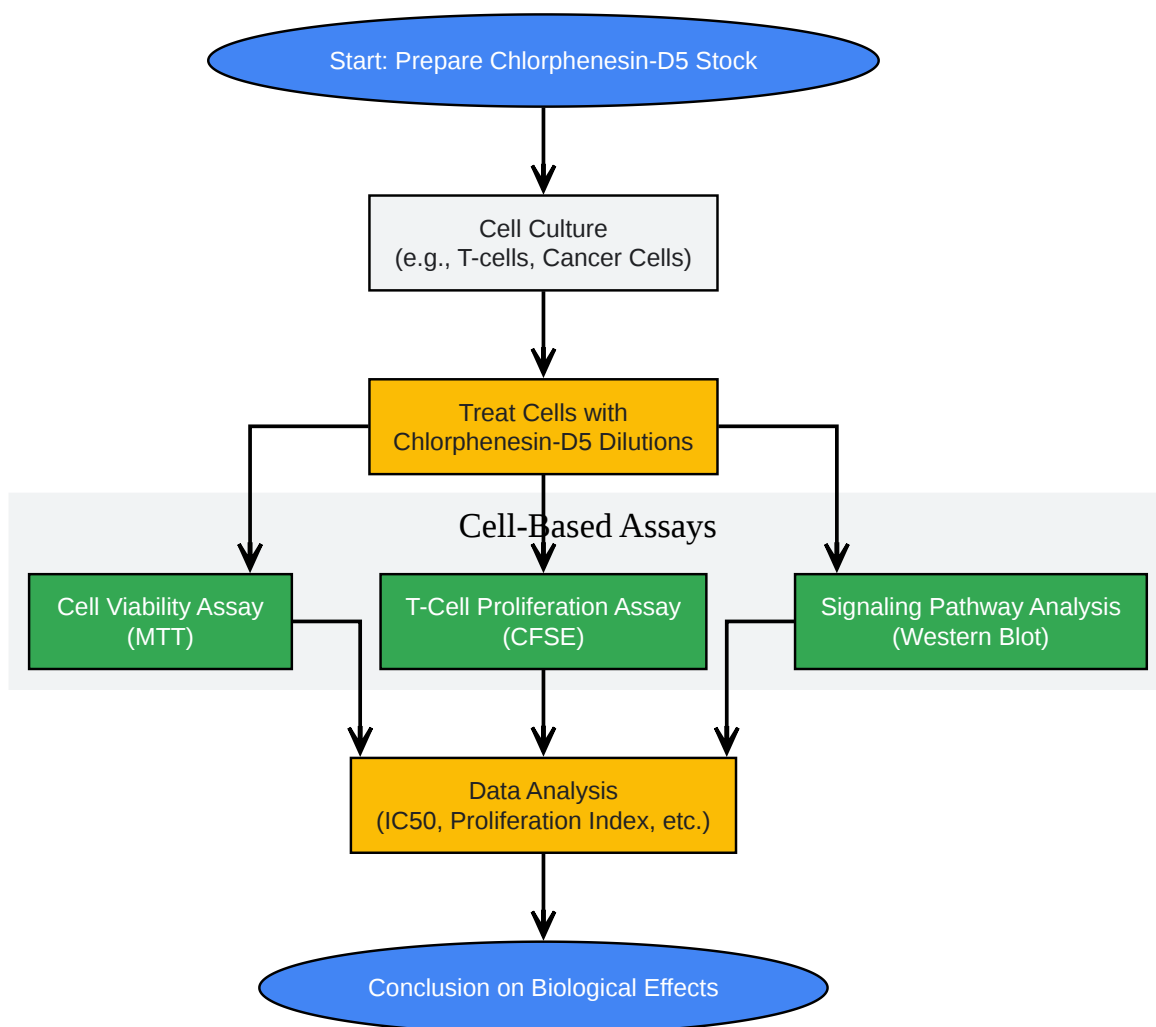 Start: Prepare Chlorphenesin-D5 Stock
Cell Culture
(e.g., T-cells, Cancer Cells)
Treat Cells with
Chlorphenesin-D5 Dilutions
Cell-Based Assays
Cell Viability Assay
(MTT)
T-Cell Proliferation Assay
(CFSE)
Signaling Pathway Analysis
(Western Blot)
Data Analysis
(IC50, Proliferation Index, etc.)
Conclusion on Biological Effects